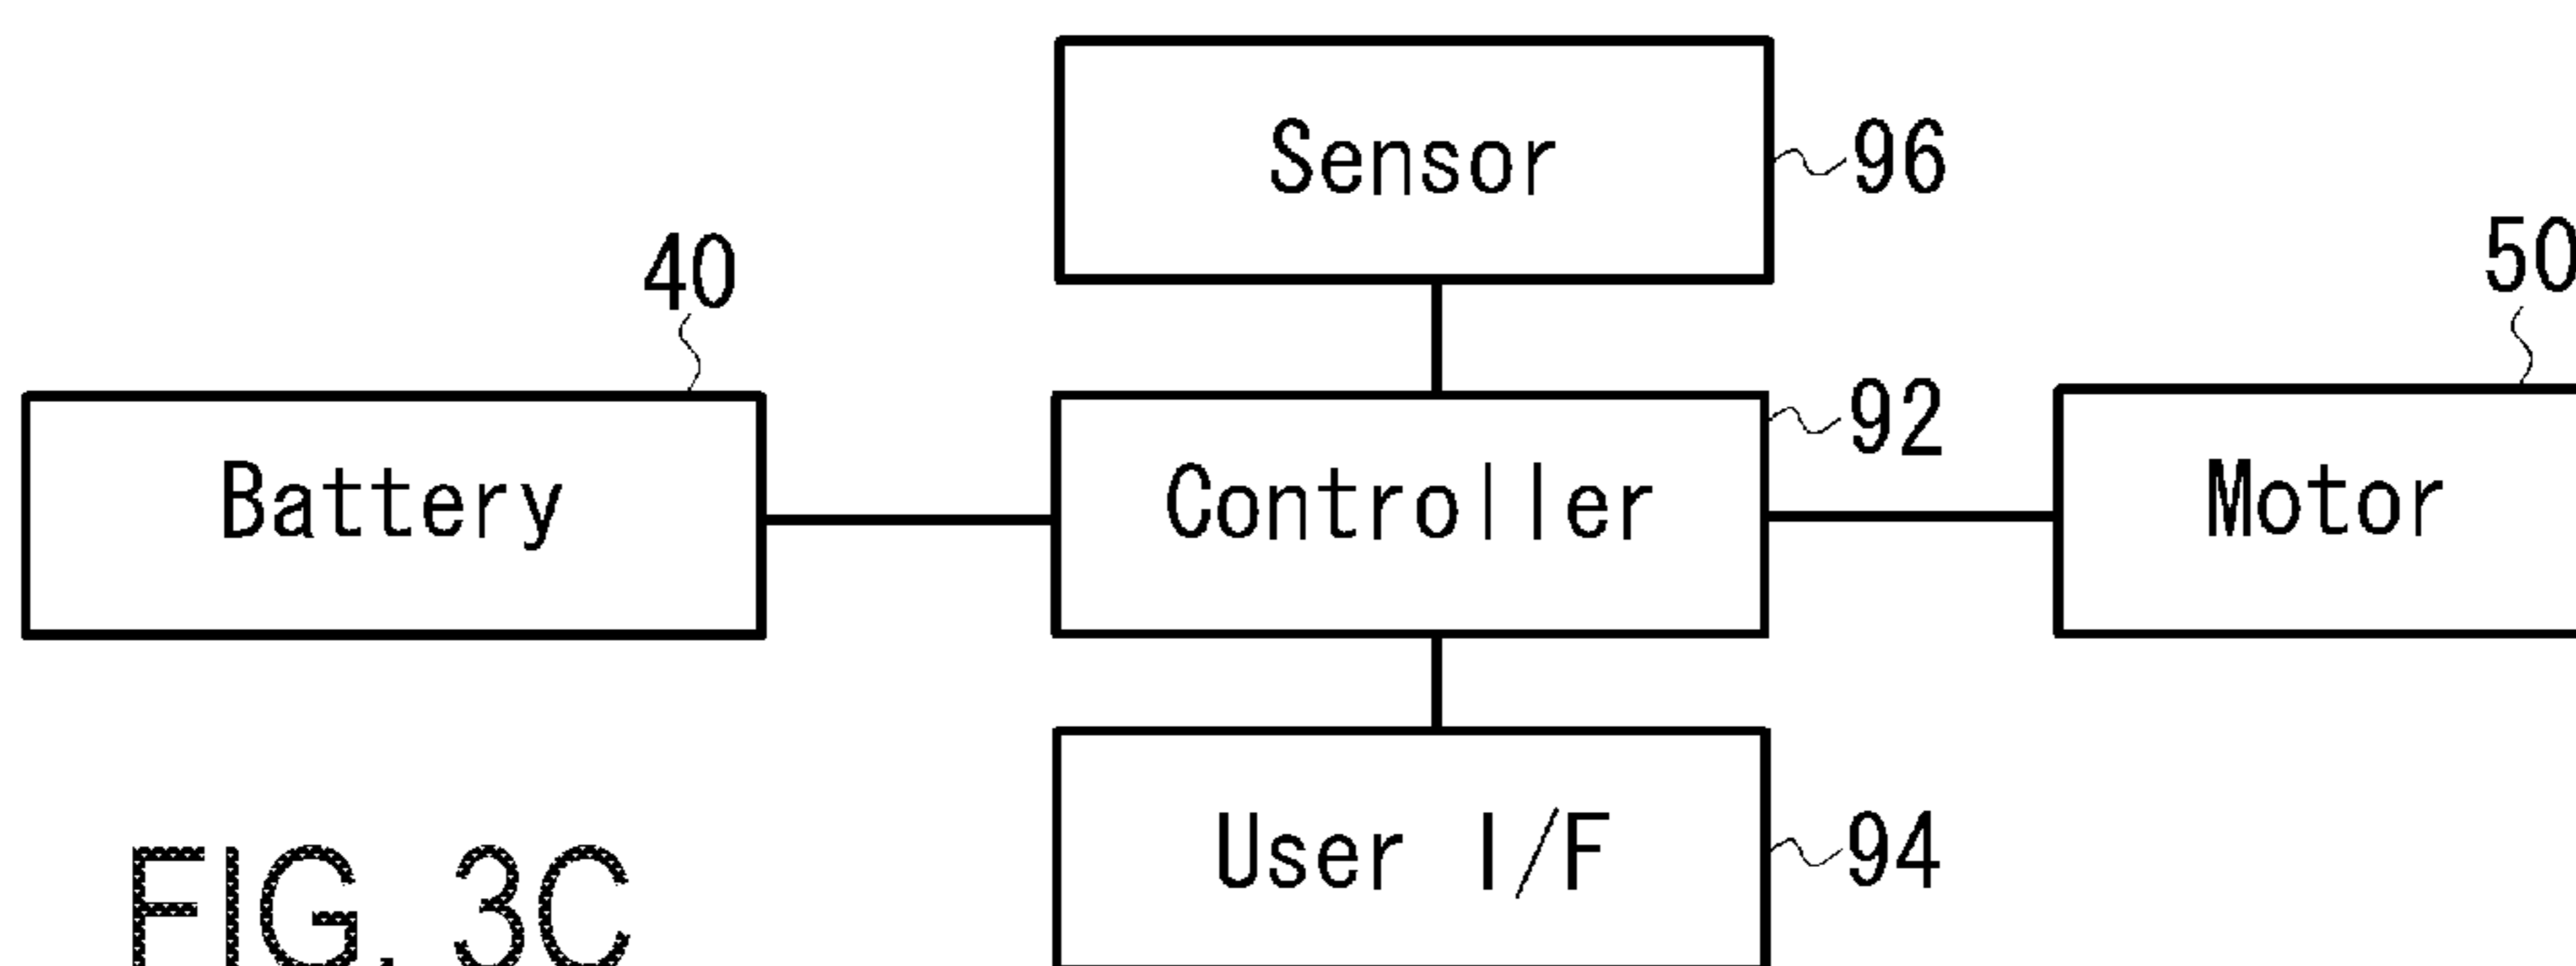 Sensor
96
40
50
92
Battery
Controller
Motor
User I/F
94
FIG. 3C